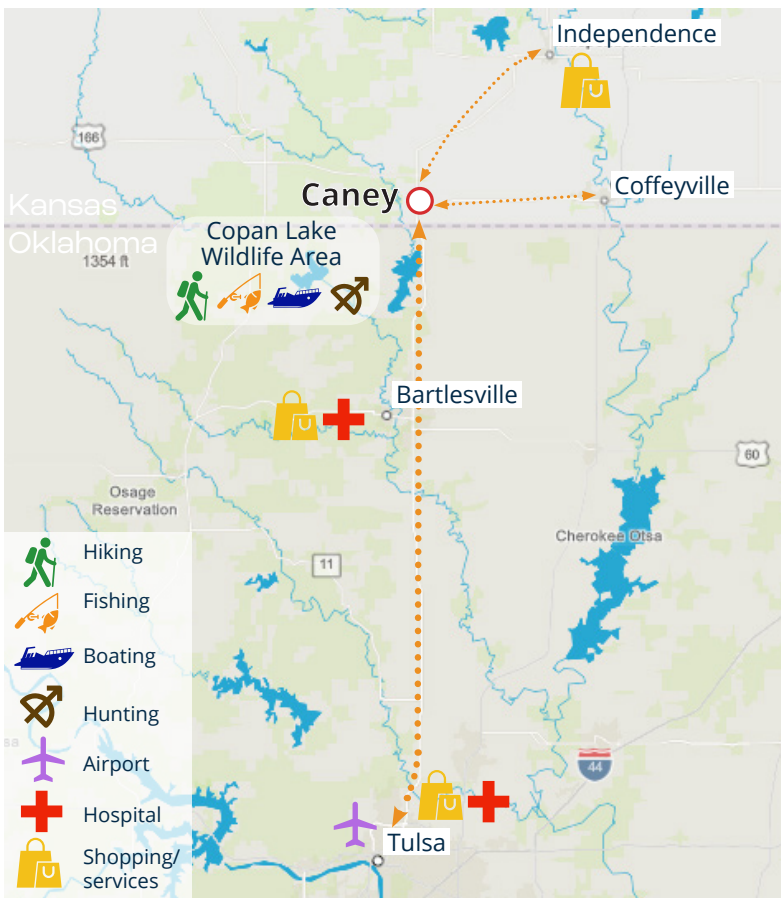 Independence
166
Caney
Coffeyville
Kansas
Oklahoma
Copan Lake
Wildlife Area
1354 ft
Bartlesville
60
Osage
Reservation
Cherokee Otsa
Hiking
11
Fishing
Boating
Hunting
sa
Airport
44
Hospital
Tulsa
Shopping/
services